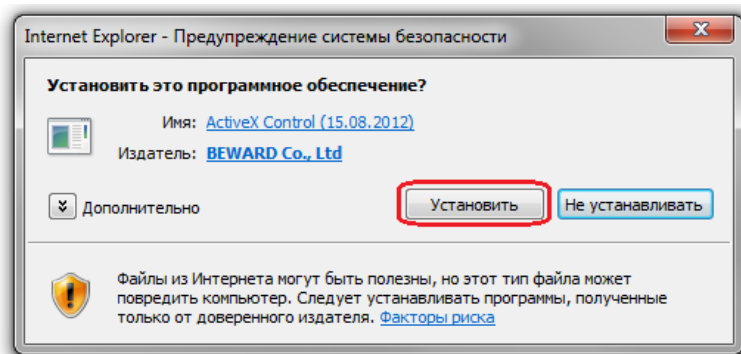 Internet Explorer - Предупреждение системы безопасности
Установить это программное обеспечение?
Имя: ActiveX Control (15.08.2012)
Издатель: BEWARD Co., Ltd
Дополнительно
Установить
Не устанавливать
Файлы из Интернета могут быть полезны, но этот тип файла может
повредить компьютер. Следует устанавливать программы, полученные
только от доверенного издателя. Факторы риска